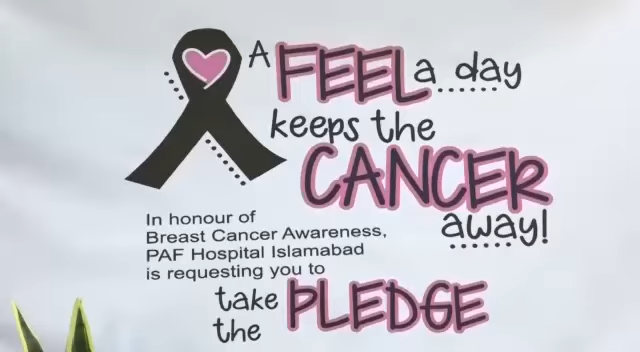 A FEEL a day
keeps the
CANCER
away!
In honour of
Breast Cancer Awareness,
PAF Hospital Islamabad
is requesting you to
take the PLEDGE